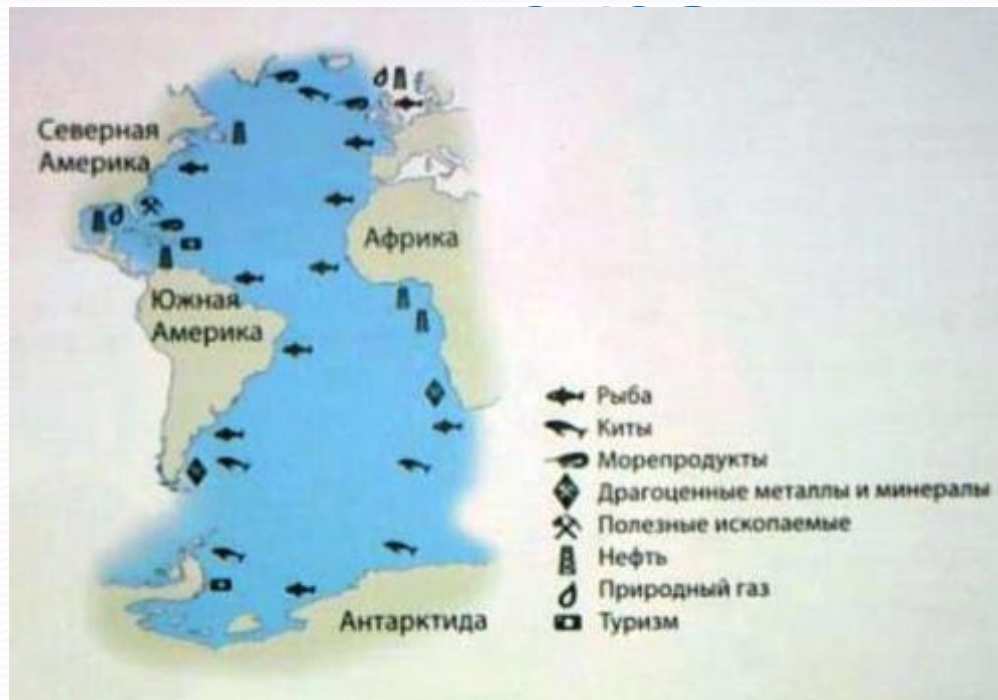 Северная
Америка
Африка
Южная
Америка
Антарктида
Рыба
Киты
Морепродукты
Драгоценные металлы и минералы
Полезные ископаемые
Нефть
Природный газ
Туризм